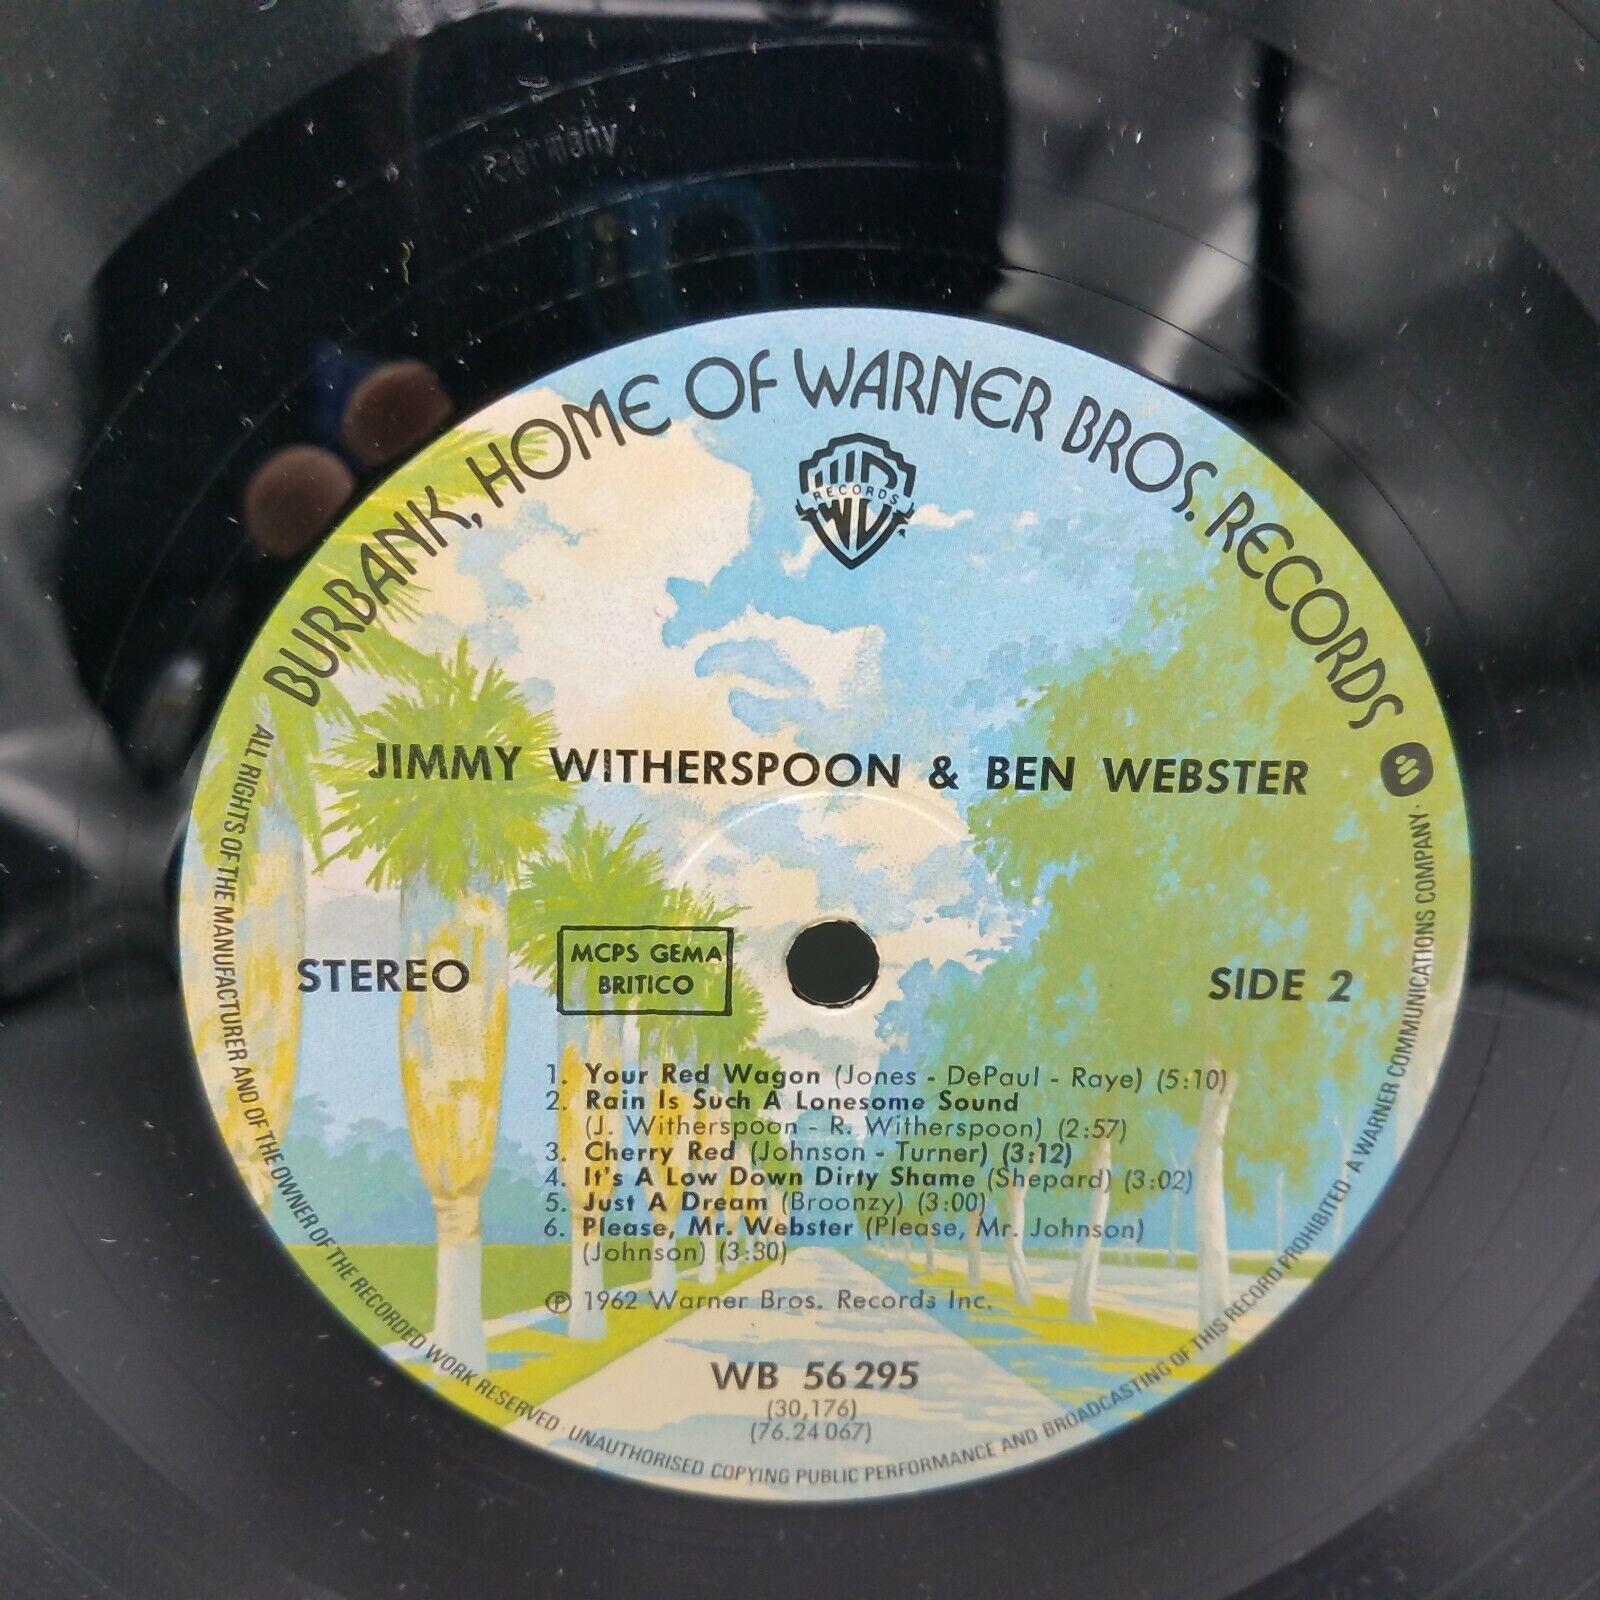 Germany
BURBANK, HOME OF WARNER BROS. RECORDS
RECORDS
JIMMY WITHERSPOON & BEN WEBSTER
STEREO
MCPS GEMA
BRITICO
SIDE 2
1. Your Red Wagon (Jones - DePaul - Raye) (5:10)
2. Rain Is Such A Lonesome Sound
(J. Witherspoon - R. Witherspoon) (2:57)
3. Cherry Red (Johnson - Turner) (3:12)
4. It's A Low Down Dirty Shame (Shepard) (3:02)
5. Just A Dream (Broonzy) (3:00)
6. Please, Mr. Webster (Please, Mr. Johnson)
(Johnson) (3:30)
℗ 1962 Warner Bros. Records Inc.
WB 56 295
(30,176)
(76.24 067)
ALL RIGHTS OF THE MANUFACTURER AND OF THE OWNER OF THE RECORDED WORK RESERVED · UNAUTHORISED COPYING PUBLIC PERFORMANCE AND BROADCASTING OF THIS RECORD PROHIBITED · A WARNER COMMUNICATIONS COMPANY ·